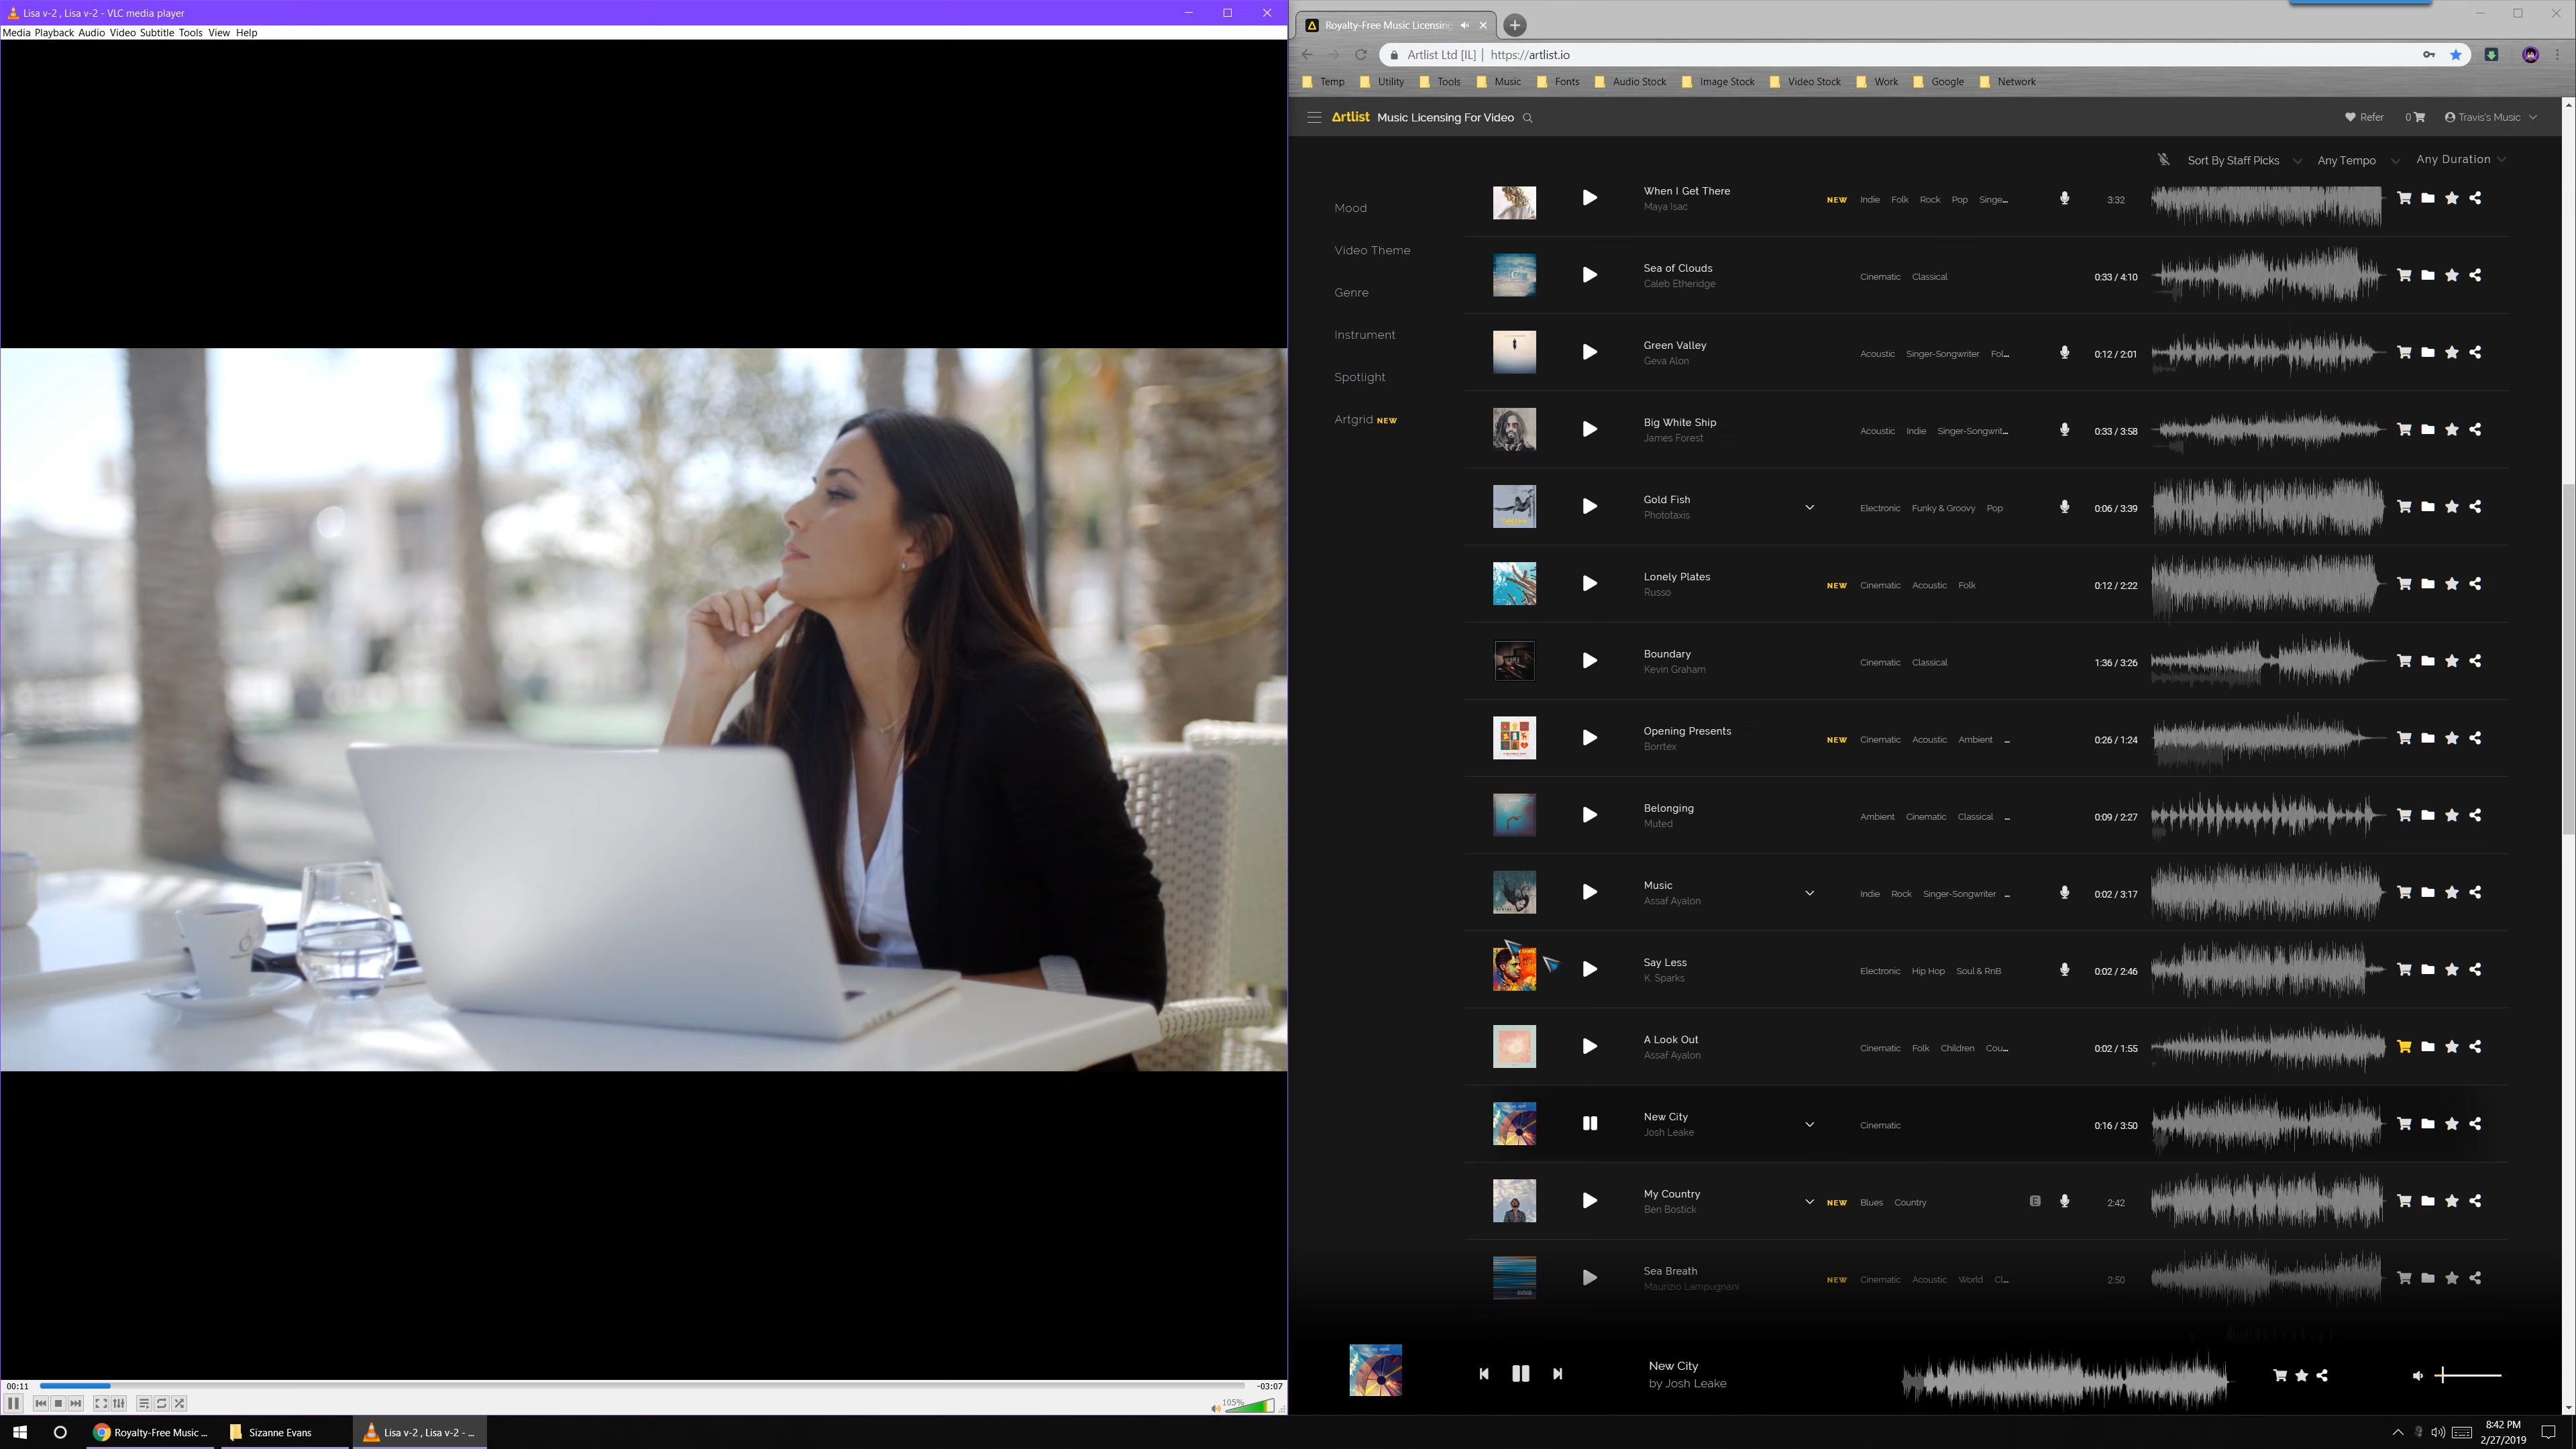 Lisa v-2 , Lisa v-2 - VLC media player
Media Playback Audio Video Subtitle Tools View Help
00:11
-03:07
105%
Royalty-Free Music Licensing
Artlist Ltd [IL] | https://artlist.io
Temp Utility Tools Music Fonts Audio Stock Image Stock Video Stock Work Google Network
Artlist Music Licensing For Video
Refer 0 Travis's Music
Sort By Staff Picks Any Tempo Any Duration
Mood
Video Theme
Genre
Instrument
Spotlight
Artgrid NEW
When I Get There
Maya Isac
NEW Indie Folk Rock Pop Singe... 3:32
Sea of Clouds
Caleb Etheridge
Cinematic Classical 0:33 / 4:10
Green Valley
Geva Alon
Acoustic Singer-Songwriter Fol... 0:12 / 2:01
Big White Ship
James Forest
Acoustic Indie Singer-Songwrit... 0:33 / 3:58
Gold Fish
Phototaxis
Electronic Funky & Groovy Pop 0:06 / 3:39
Lonely Plates
Russo
NEW Cinematic Acoustic Folk 0:12 / 2:22
Boundary
Kevin Graham
Cinematic Classical 1:36 / 3:26
Opening Presents
Borrtex
NEW Cinematic Acoustic Ambient ... 0:26 / 1:24
Belonging
Muted
Ambient Cinematic Classical ... 0:09 / 2:27
Music
Assaf Ayalon
Indie Rock Singer-Songwriter ... 0:02 / 3:17
Say Less
K. Sparks
Electronic Hip Hop Soul & RnB 0:02 / 2:46
A Look Out
Assaf Ayalon
Cinematic Folk Children Cou... 0:02 / 1:55
New City
Josh Leake
Cinematic 0:16 / 3:50
My Country
Ben Bostick
NEW Blues Country E 2:42
Sea Breath
Maurizio Lampugnani
NEW Cinematic Acoustic World Cl... 2:50
New City
by Josh Leake
Royalty-Free Music ...
Sizanne Evans
Lisa v-2 , Lisa v-2 - ...
8:42 PM
2/27/2019